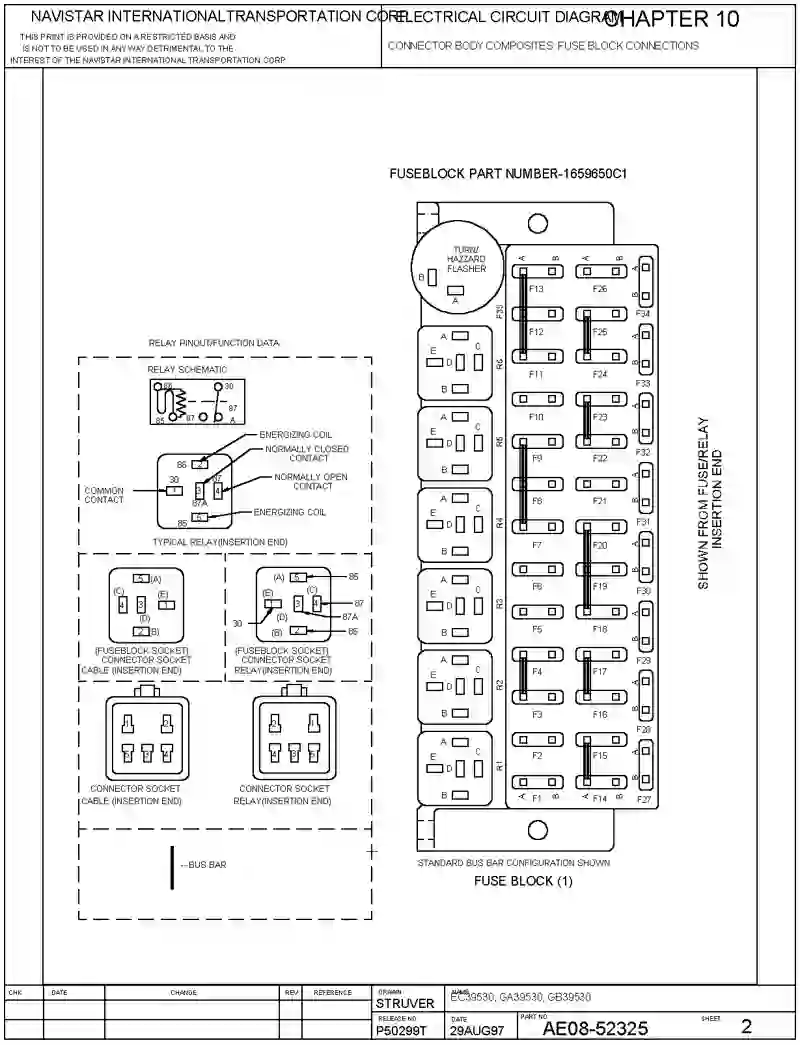 NAVISTAR INTERNATIONAL TRANSPORTATION CORP.
THIS PRINT IS PROVIDED ON A RESTRICTED BASIS AND
IS NOT TO BE USED IN ANY WAY DETRIMENTAL TO THE
INTEREST OF THE NAVISTAR INTERNATIONAL TRANSPORTATION CORP
ELECTRICAL CIRCUIT DIAGRAM
CHAPTER 10
CONNECTOR BODY COMPOSITES FUSE BLOCK CONNECTIONS
FUSEBLOCK PART NUMBER-1659650C1
TURN/
HAZZARD
FLASHER
B
A
F35
A B
F13 F26
F12 F25
F11 F24
F10 F23
F9 F22
F8 F21
F7 F20
F6 F19
F5 F18
F4 F17
F3 F16
F2 F15
A F1 B A F14 B
A B F34
A B F33
A B F32
A B F31
A B F30
A B F29
A B F28
A B F27
A E D C B R6
A E D C B R5
A E D C B R4
A E D C B R3
A E D C B R2
A E D C B R1
SHOWN FROM FUSE/RELAY
INSERTION END
STANDARD BUS BAR CONFIGURATION SHOWN
FUSE BLOCK (1)
RELAY PINOUT/FUNCTION DATA
RELAY SCHEMATIC
86 30
87
85 87 A
ENERGIZING COIL
NORMALLY CLOSED
CONTACT
86 2
30 87
NORMALLY OPEN
CONTACT
COMMON
CONTACT
1 3 4
87A
85 5
ENERGIZING COIL
TYPICAL RELAY(INSERTION END)
5 (A)
(C) (E)
4 3 1
(D)
2 (B)
(FUSEBLOCK SOCKET)
CONNECTOR SOCKET
CABLE (INSERTION END)
(A) 5 85
(E) (C)
1 3 4 87
30 (D) 87A
(B) 2 86
(FUSEBLOCK SOCKET)
CONNECTOR SOCKET
RELAY(INSERTION END)
1 2
5 3 4
CONNECTOR SOCKET
CABLE (INSERTION END)
2 1
4 3 5
CONNECTOR SOCKET
RELAY(INSERTION END)
--BUS BAR
CHK DATE CHANGE REV REFERENCE
DRAWN
STRUVER
NAME
EC39530, GA39530, GB39530
RELEASE NO
P50299T
DATE
29AUG97
PART NO
AE08-52325
SHEET
2